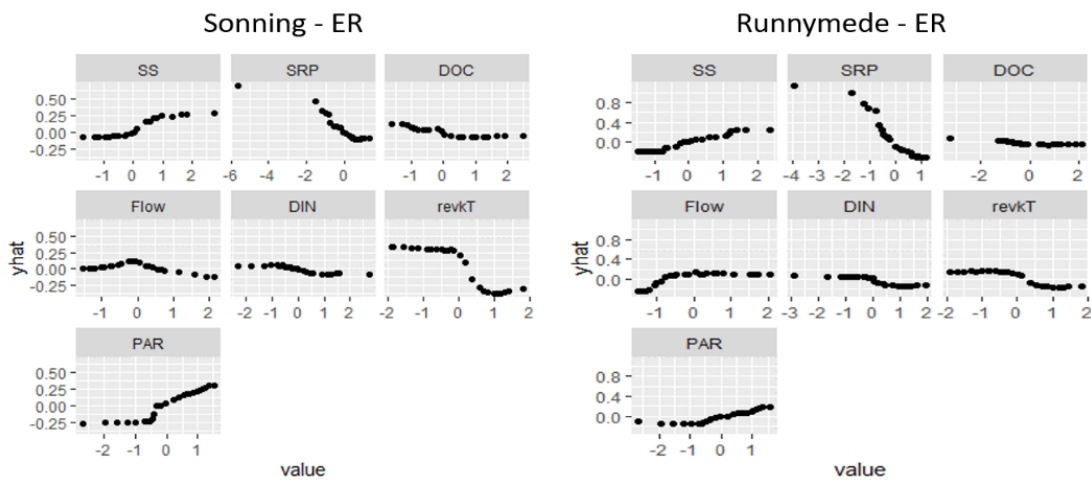 Sonning - ER
SS SRP DOC
0.50
0.25
0.00
-0.25
-1 0 1 2 -6 -4 -2 0 -1 0 1 2
Flow DIN revkT
0.50
0.25
0.00
-0.25
-1 0 1 2 -2 -1 0 1 2 -2 -1 0 1 2
PAR
0.50
0.25
0.00
-0.25
-2 -1 0 1
yhat
value
Runnymede - ER
SS SRP DOC
0.8
0.4
0.0
-1 0 1 2 -4 -3 -2 -1 0 1 -2 0 2
Flow DIN revkT
0.8
0.4
0.0
-1 0 1 2 -3 -2 -1 0 1 2 -2 -1 0 1 2
PAR
0.8
0.4
0.0
-2 -1 0 1
yhat
value